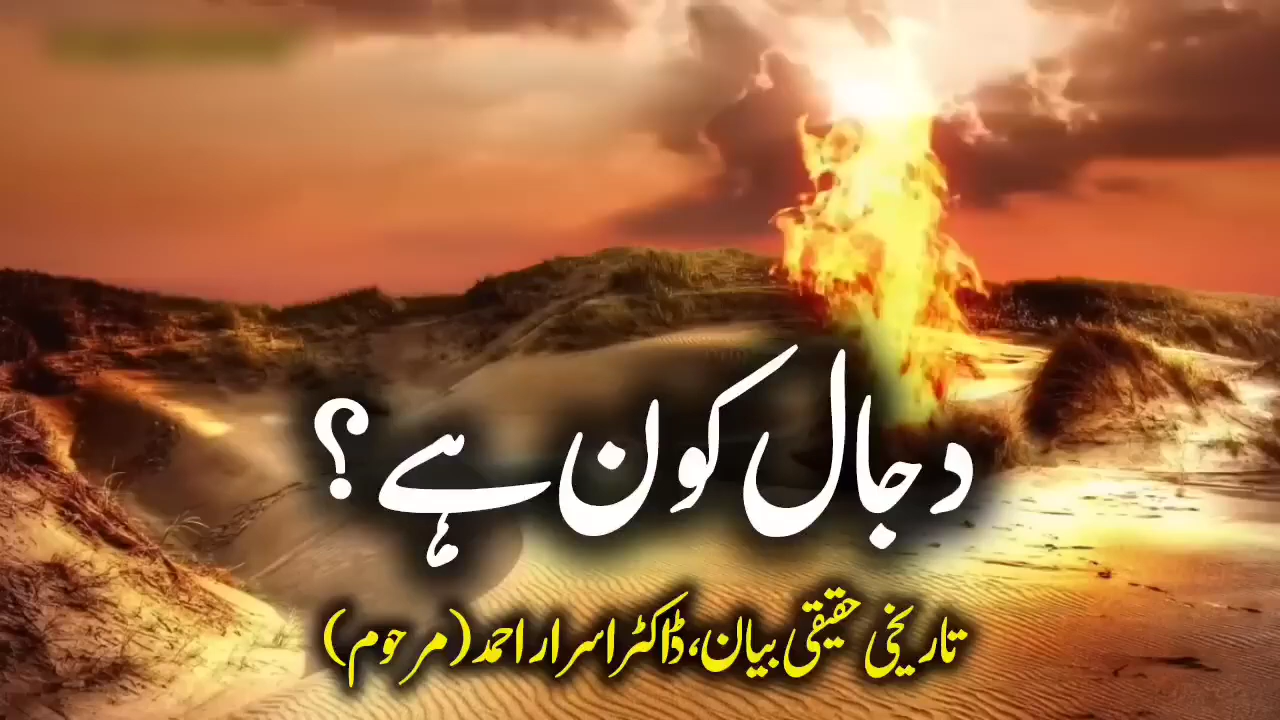 دجال کون ہے؟
تاریخی حقیقی بیان، ڈاکٹر اسرار احمد (مرحوم)